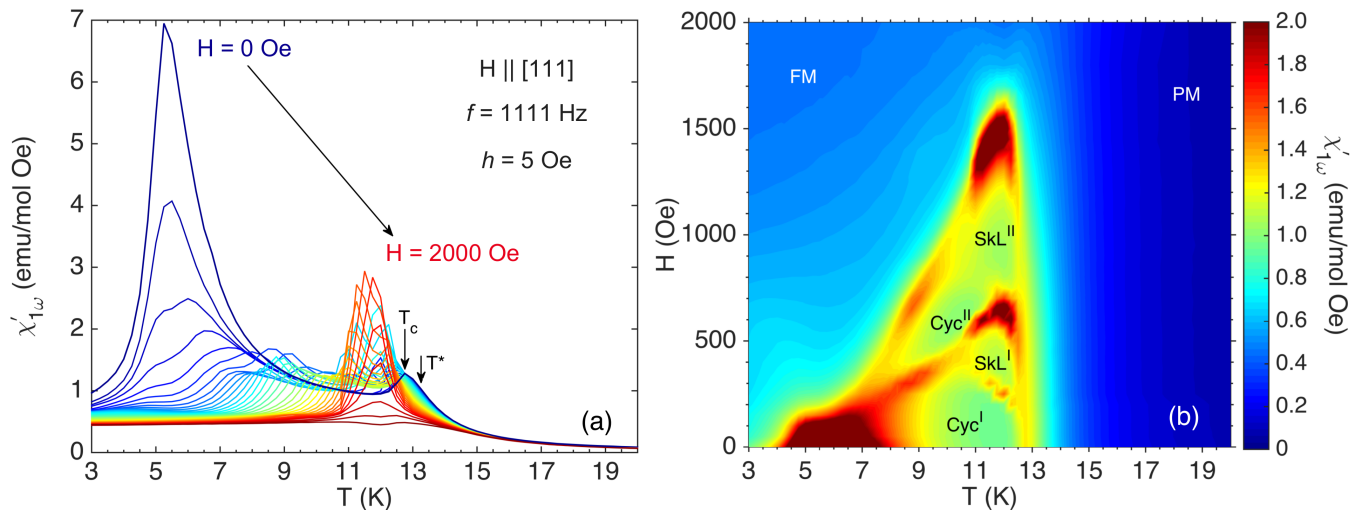 7
6
5
4
3
2
1
0
χ′1ω (emu/mol Oe)
H = 0 Oe
H || [111]
f = 1111 Hz
h = 5 Oe
H = 2000 Oe
Tc
T*
(a)
3 5 7 9 11 13 15 17 19
T (K)
2000
1500
1000
500
0
H (Oe)
FM
PM
SkLII
CycII
SkLI
CycI
(b)
3 5 7 9 11 13 15 17 19
T (K)
2.0
1.8
1.6
1.4
1.2
1.0
0.8
0.6
0.4
0.2
0
χ′1ω (emu/mol Oe)